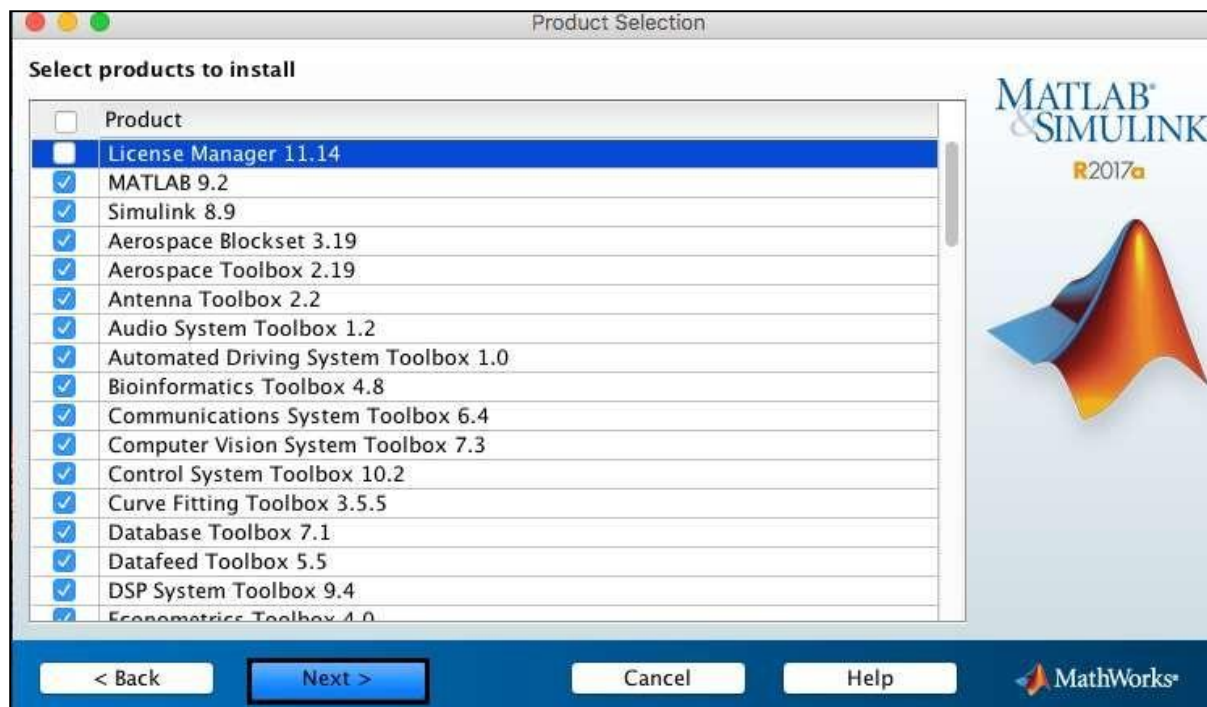 Product Selection
Select products to install
Product
License Manager 11.14
MATLAB 9.2
Simulink 8.9
Aerospace Blockset 3.19
Aerospace Toolbox 2.19
Antenna Toolbox 2.2
Audio System Toolbox 1.2
Automated Driving System Toolbox 1.0
Bioinformatics Toolbox 4.8
Communications System Toolbox 6.4
Computer Vision System Toolbox 7.3
Control System Toolbox 10.2
Curve Fitting Toolbox 3.5.5
Database Toolbox 7.1
Datafeed Toolbox 5.5
DSP System Toolbox 9.4
Econometrics Toolbox 4.0
MATLAB®
&SIMULINK
R2017a
< Back
Next >
Cancel
Help
MathWorks®